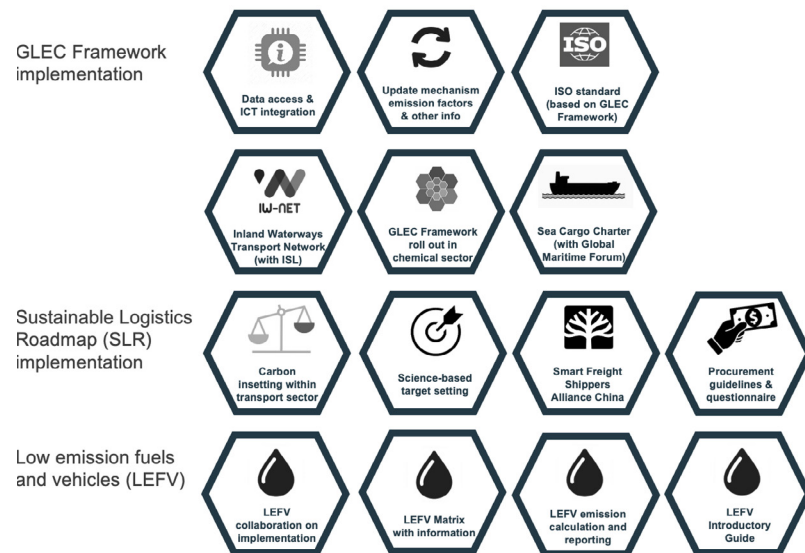 GLEC Framework
implementation
Data access &
ICT integration
Update mechanism
emission factors
& other info
ISO
ISO standard
(based on GLEC
Framework)
IW-NET
Inland Waterways
Transport Network
(with ISL)
GLEC Framework
roll out in
chemical sector
Sea Cargo Charter
(with Global
Maritime Forum)
Sustainable Logistics
Roadmap (SLR)
implementation
Carbon
insetting within
transport sector
Science-based
target setting
Smart Freight
Shippers
Alliance China
Procurement
guidelines &
questionnaire
Low emission fuels
and vehicles (LEFV)
LEFV
collaboration on
implementation
LEFV Matrix
with information
LEFV emission
calculation and
reporting
LEFV
Introductory
Guide